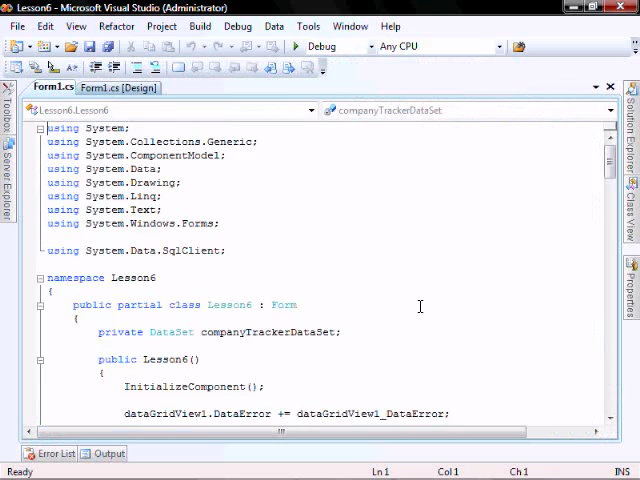 Lesson6 - Microsoft Visual Studio (Administrator)
File Edit View Refactor Project Build Debug Data Tools Window Help
Debug Any CPU
Form1.cs Form1.cs [Design]
Lesson6.Lesson6 companyTrackerDataSet
Toolbox
Server Explorer
using System;
using System.Collections.Generic;
using System.ComponentModel;
using System.Data;
using System.Drawing;
using System.Linq;
using System.Text;
using System.Windows.Forms;
using System.Data.SqlClient;
namespace Lesson6
{
public partial class Lesson6 : Form
{
private DataSet companyTrackerDataSet;
public Lesson6()
{
InitializeComponent();
dataGridView1.DataError += dataGridView1_DataError;
Solution Explorer
Class View
Properties
Error List Output
Ready Ln 1 Col 1 Ch 1 INS